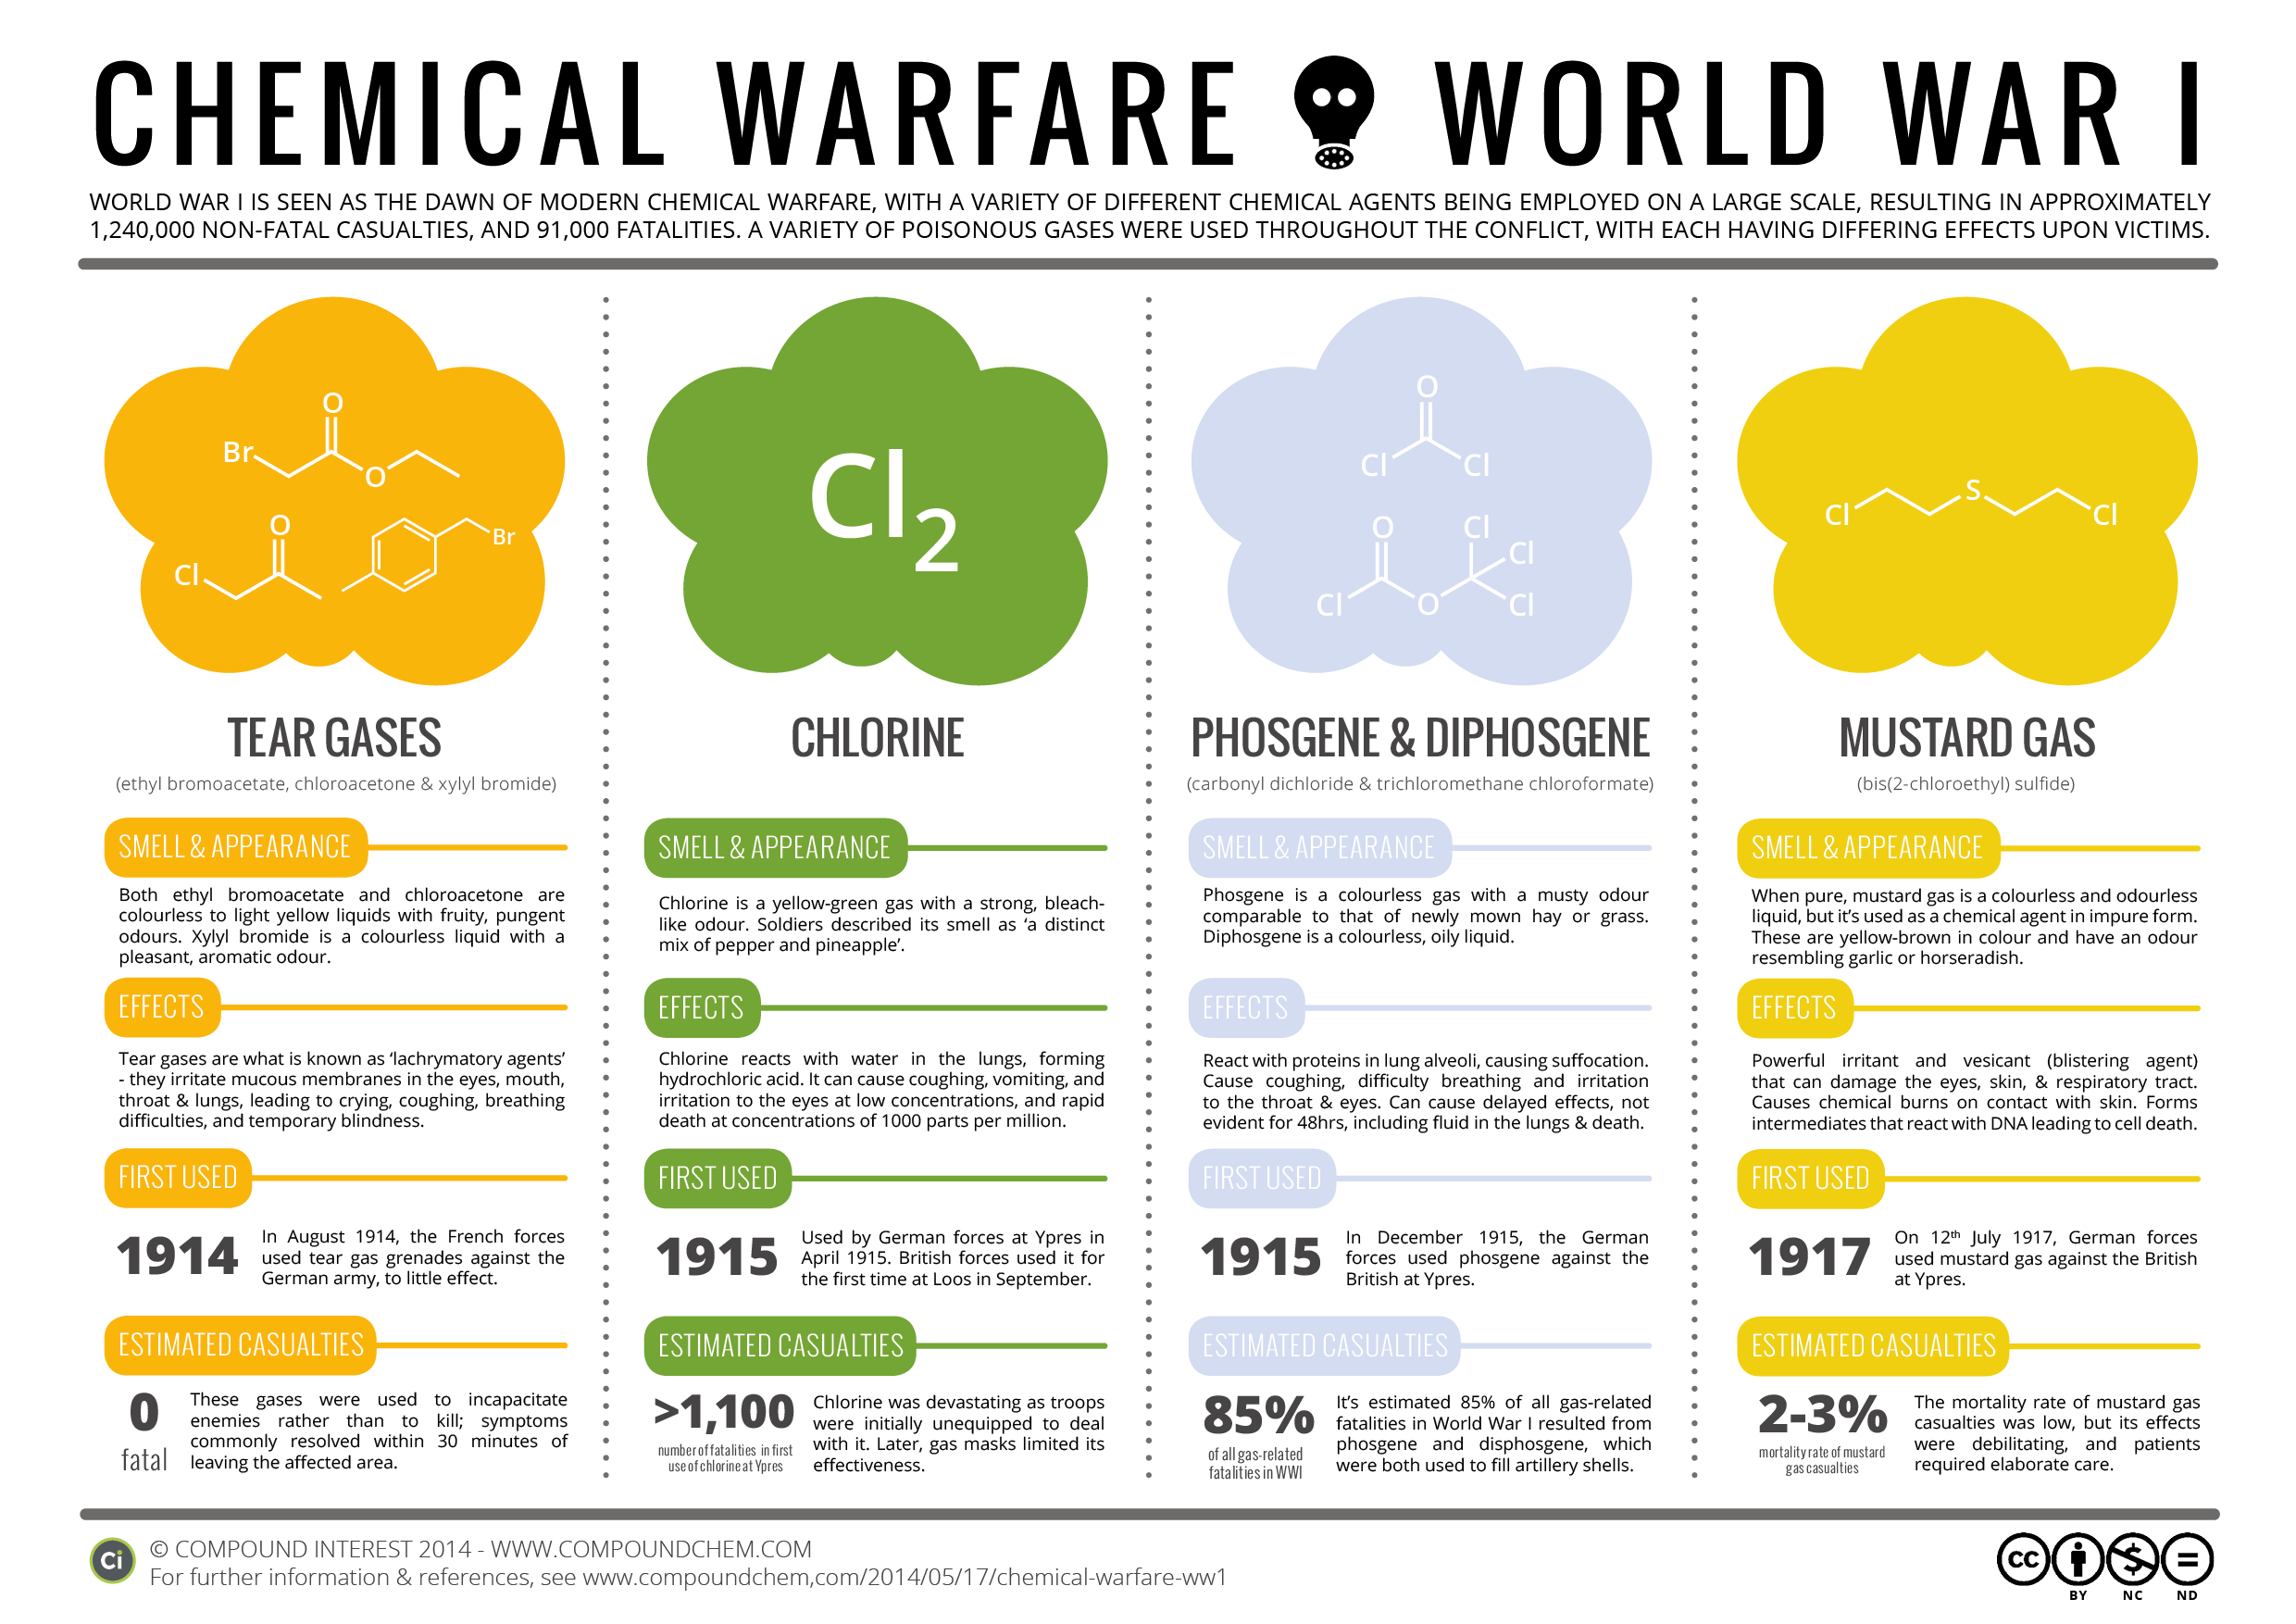 CHEMICAL WARFARE WORLD WAR I
WORLD WAR I IS SEEN AS THE DAWN OF MODERN CHEMICAL WARFARE, WITH A VARIETY OF DIFFERENT CHEMICAL AGENTS BEING EMPLOYED ON A LARGE SCALE, RESULTING IN APPROXIMATELY
1,240,000 NON-FATAL CASUALTIES, AND 91,000 FATALITIES. A VARIETY OF POISONOUS GASES WERE USED THROUGHOUT THE CONFLICT, WITH EACH HAVING DIFFERING EFFECTS UPON VICTIMS.
O
Br
O
O
Br
Cl
TEAR GASES
(ethyl bromoacetate, chloroacetone & xylyl bromide)
SMELL & APPEARANCE
Both ethyl bromoacetate and chloroacetone are
colourless to light yellow liquids with fruity, pungent
odours. Xylyl bromide is a colourless liquid with a
pleasant, aromatic odour.
EFFECTS
Tear gases are what is known as ‘lachrymatory agents’
- they irritate mucous membranes in the eyes, mouth,
throat & lungs, leading to crying, coughing, breathing
difficulties, and temporary blindness.
FIRST USED
1914
In August 1914, the French forces
used tear gas grenades against the
German army, to little effect.
ESTIMATED CASUALTIES
0
fatal
These gases were used to incapacitate
enemies rather than to kill; symptoms
commonly resolved within 30 minutes of
leaving the affected area.
Cl2
CHLORINE
SMELL & APPEARANCE
Chlorine is a yellow-green gas with a strong, bleach-
like odour. Soldiers described its smell as ‘a distinct
mix of pepper and pineapple’.
EFFECTS
Chlorine reacts with water in the lungs, forming
hydrochloric acid. It can cause coughing, vomiting, and
irritation to the eyes at low concentrations, and rapid
death at concentrations of 1000 parts per million.
FIRST USED
1915
Used by German forces at Ypres in
April 1915. British forces used it for
the first time at Loos in September.
ESTIMATED CASUALTIES
>1,100
number of fatalities in first
use of chlorine at Ypres
Chlorine was devastating as troops
were initially unequipped to deal
with it. Later, gas masks limited its
effectiveness.
O
Cl Cl
O Cl
Cl
Cl O Cl
PHOSGENE & DIPHOSGENE
(carbonyl dichloride & trichloromethane chloroformate)
SMELL & APPEARANCE
Phosgene is a colourless gas with a musty odour
comparable to that of newly mown hay or grass.
Diphosgene is a colourless, oily liquid.
EFFECTS
React with proteins in lung alveoli, causing suffocation.
Cause coughing, difficulty breathing and irritation
to the throat & eyes. Can cause delayed effects, not
evident for 48hrs, including fluid in the lungs & death.
FIRST USED
1915
In December 1915, the German
forces used phosgene against the
British at Ypres.
ESTIMATED CASUALTIES
85%
of all gas-related
fatalities in WWI
It’s estimated 85% of all gas-related
fatalities in World War I resulted from
phosgene and disphosgene, which
were both used to fill artillery shells.
Cl S Cl
MUSTARD GAS
(bis(2-chloroethyl) sulfide)
SMELL & APPEARANCE
When pure, mustard gas is a colourless and odourless
liquid, but it’s used as a chemical agent in impure form.
These are yellow-brown in colour and have an odour
resembling garlic or horseradish.
EFFECTS
Powerful irritant and vesicant (blistering agent)
that can damage the eyes, skin, & respiratory tract.
Causes chemical burns on contact with skin. Forms
intermediates that react with DNA leading to cell death.
FIRST USED
1917
On 12th July 1917, German forces
used mustard gas against the British
at Ypres.
ESTIMATED CASUALTIES
2-3%
mortality rate of mustard
gas casualties
The mortality rate of mustard gas
casualties was low, but its effects
were debilitating, and patients
required elaborate care.
Ci
© COMPOUND INTEREST 2014 - WWW.COMPOUNDCHEM.COM
For further information & references, see www.compoundchem,com/2014/05/17/chemical-warfare-ww1
CC $ =
BY NC ND